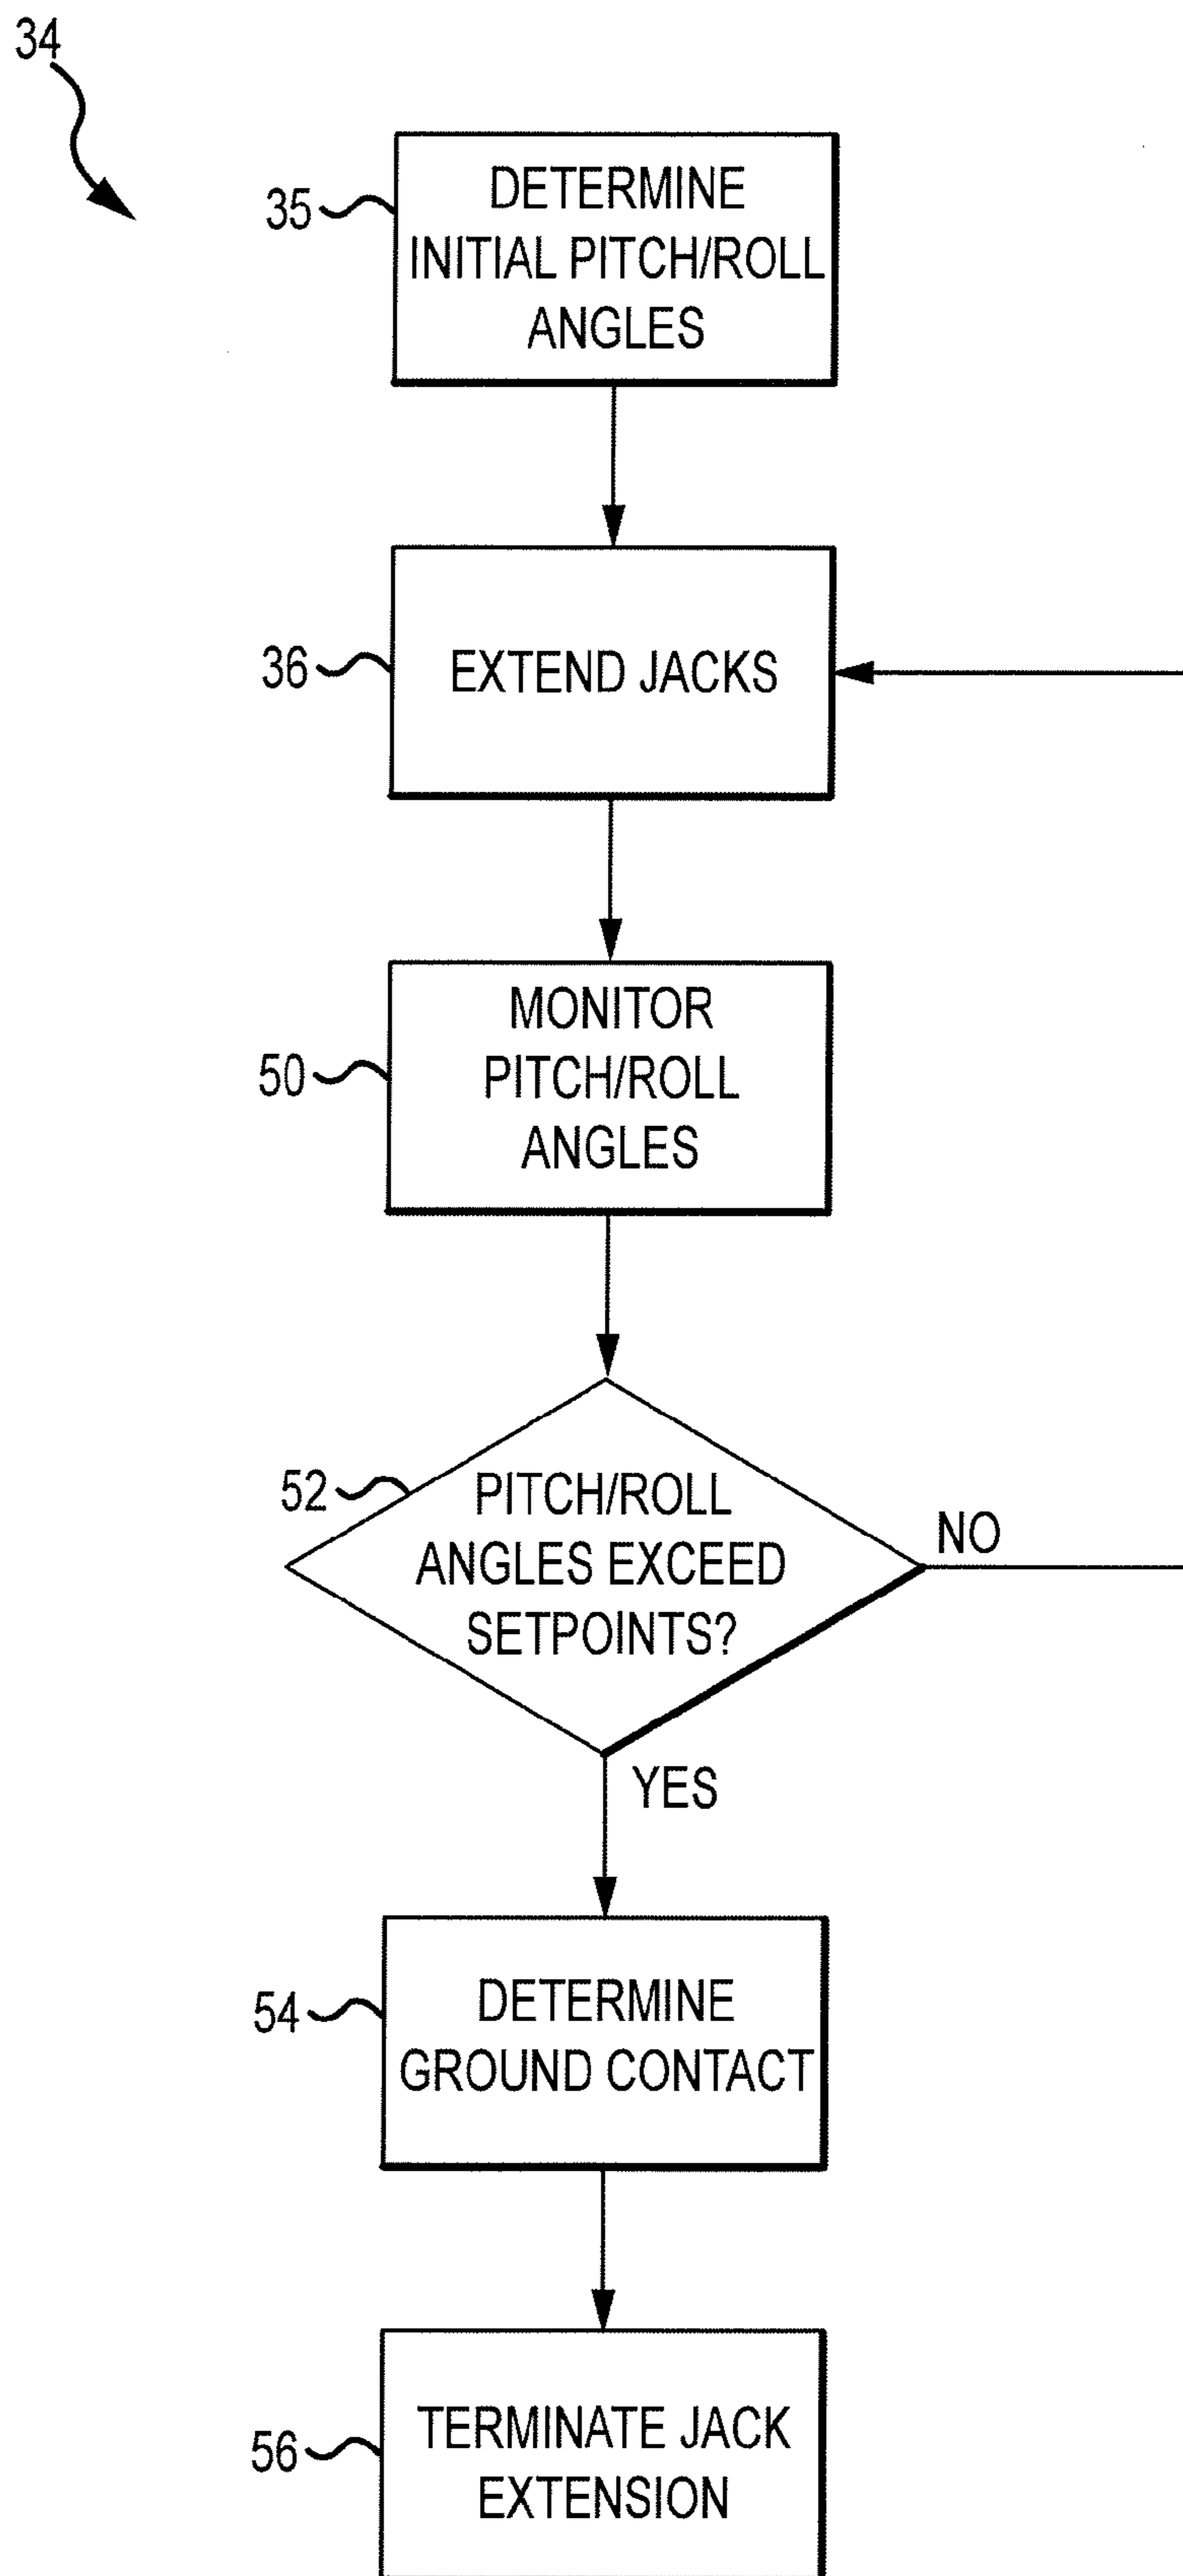 34
35
DETERMINE
INITIAL PITCH/ROLL
ANGLES
36
EXTEND JACKS
50
MONITOR
PITCH/ROLL
ANGLES
52
PITCH/ROLL
ANGLES EXCEED
SETPOINTS?
NO
YES
54
DETERMINE
GROUND CONTACT
56
TERMINATE JACK
EXTENSION